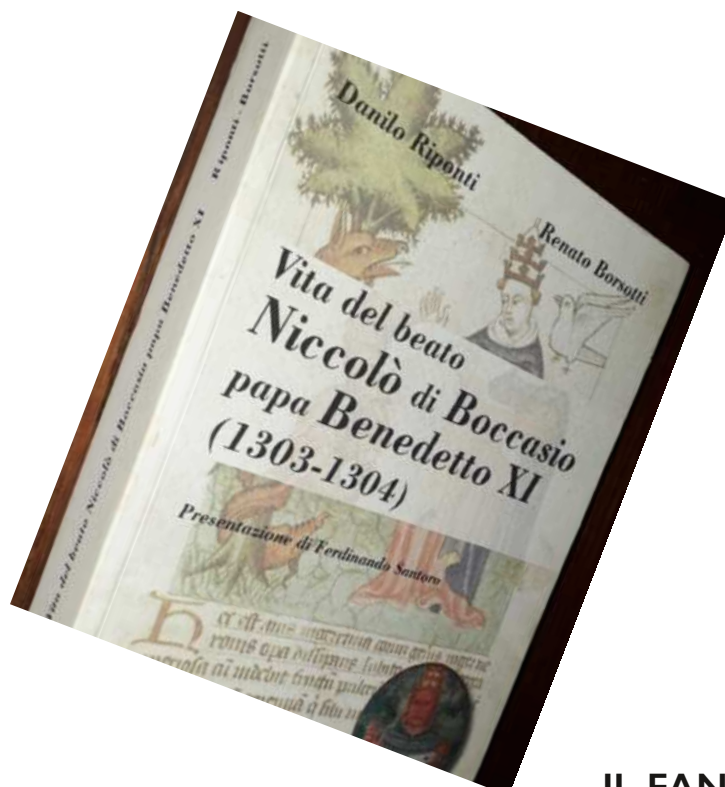 Danilo Riponti
Renato Borsotti
Vita del beato
Niccolò di Boccasio
papa Benedetto XI
(1303-1304)
Presentazione di Ferdinando Santoro
Vita del beato Niccolò di Boccasio papa Benedetto XI Riponti - Borsotti
IL FAN